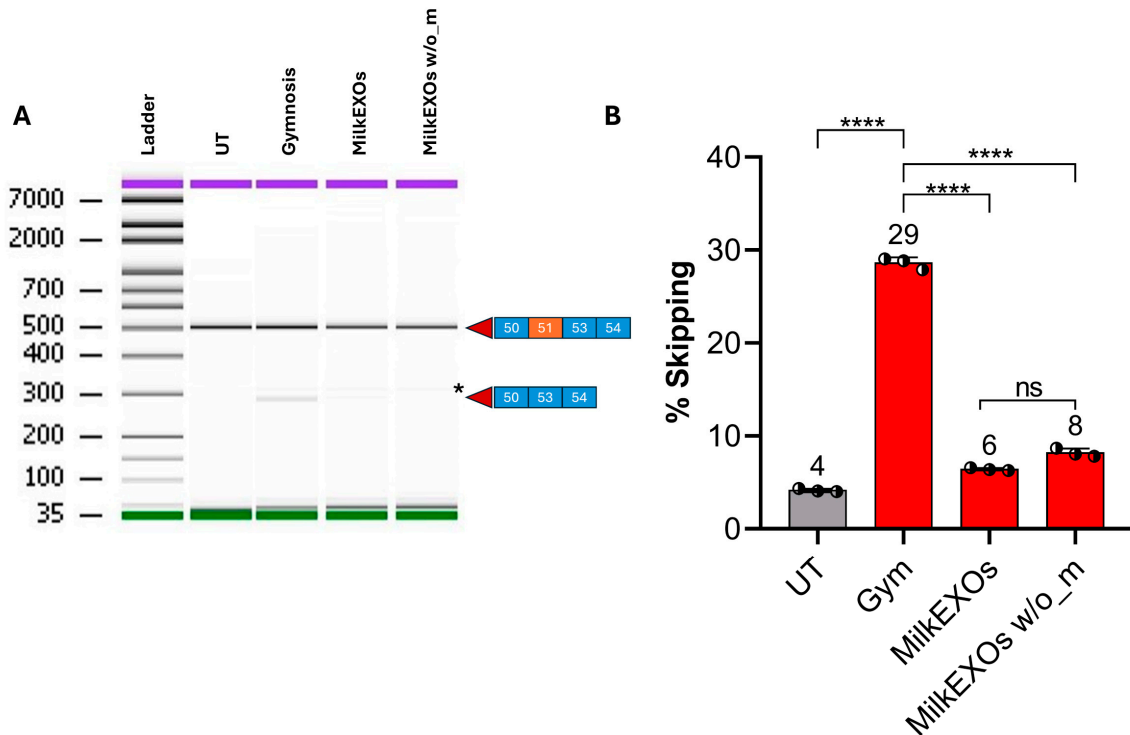 A
Ladder
UT
Gymnosis
MilkEXOs
MilkEXOs w/o_m
7000
2000
700
500
400
300
200
100
35
50 51 53 54
*
50 53 54
B
% Skipping
40
30
20
10
0
****
****
****
ns
4
29
6
8
UT
Gym
MilkEXOs
MilkEXOs w/o_m